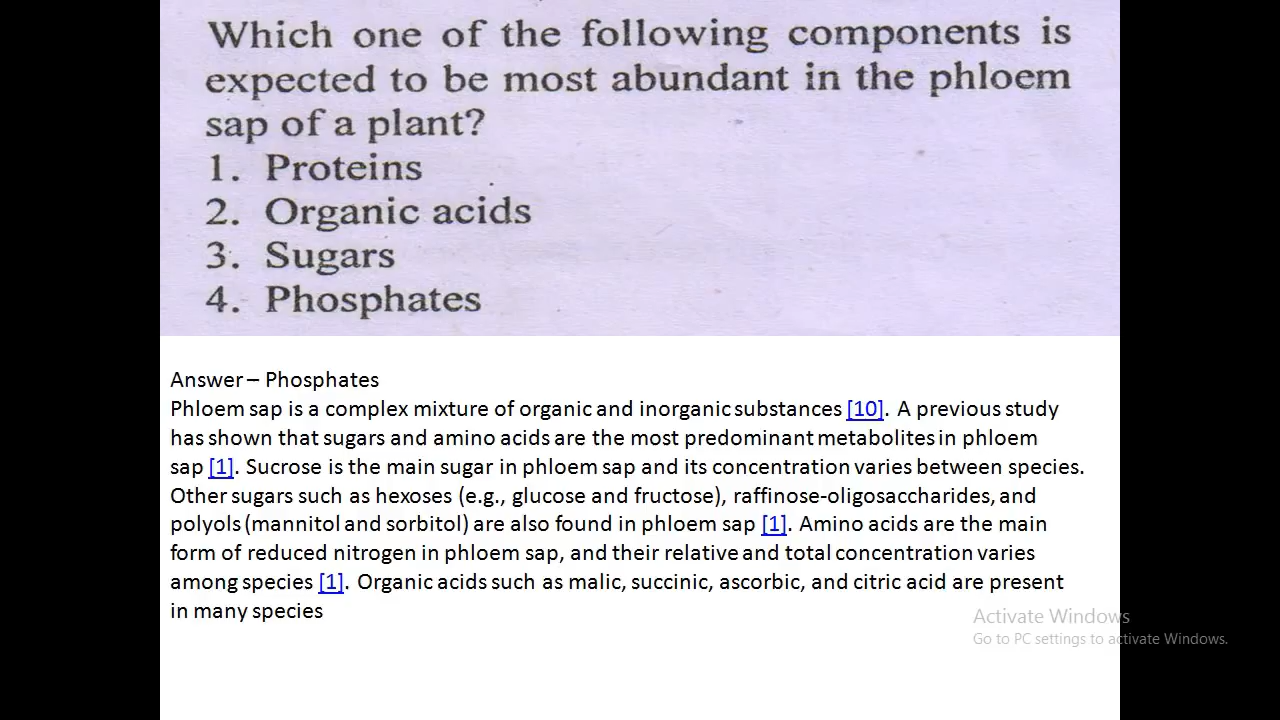 Which one of the following components is
expected to be most abundant in the phloem
sap of a plant?
1. Proteins
2. Organic acids
3. Sugars
4. Phosphates
Answer – Phosphates
Phloem sap is a complex mixture of organic and inorganic substances [10]. A previous study
has shown that sugars and amino acids are the most predominant metabolites in phloem
sap [1]. Sucrose is the main sugar in phloem sap and its concentration varies between species.
Other sugars such as hexoses (e.g., glucose and fructose), raffinose-oligosaccharides, and
polyols (mannitol and sorbitol) are also found in phloem sap [1]. Amino acids are the main
form of reduced nitrogen in phloem sap, and their relative and total concentration varies
among species [1]. Organic acids such as malic, succinic, ascorbic, and citric acid are present
in many species
Activate Windows
Go to PC settings to activate Windows.